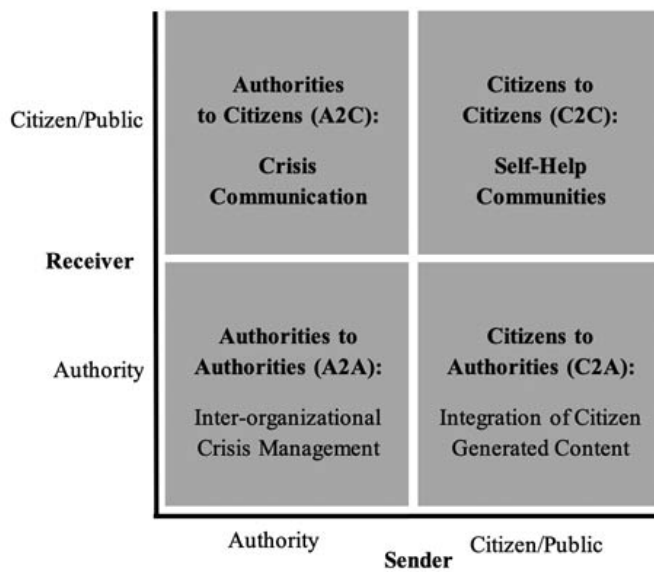 Citizen/Public
Authorities
to Citizens (A2C):
Crisis
Communication
Citizens to
Citizens (C2C):
Self-Help
Communities
Receiver
Authority
Authorities to
Authorities (A2A):
Inter-organizational
Crisis Management
Citizens to
Authorities (C2A):
Integration of Citizen
Generated Content
Authority
Sender
Citizen/Public